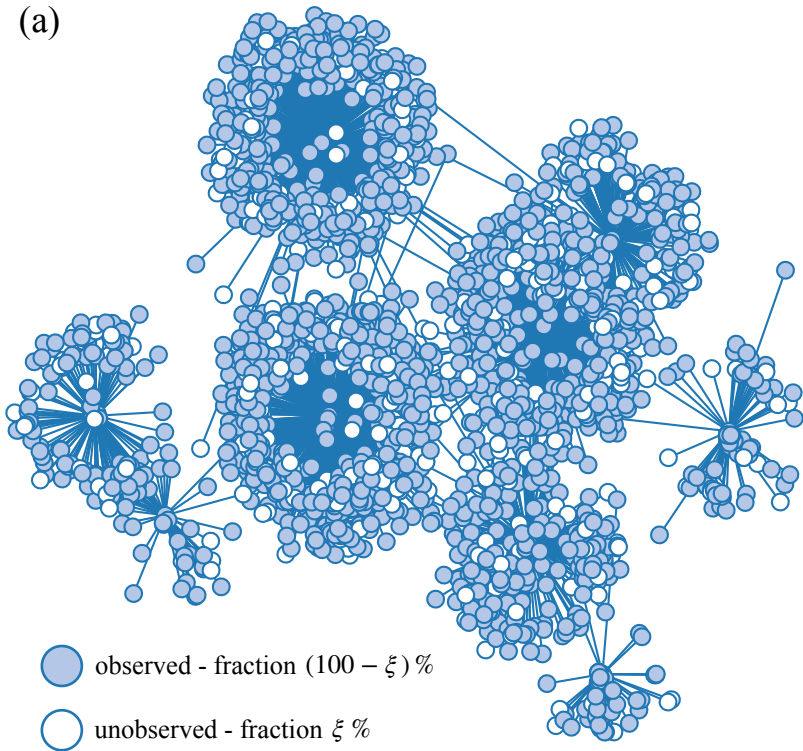 (a)
observed - fraction (100 − ξ) %
unobserved - fraction ξ %